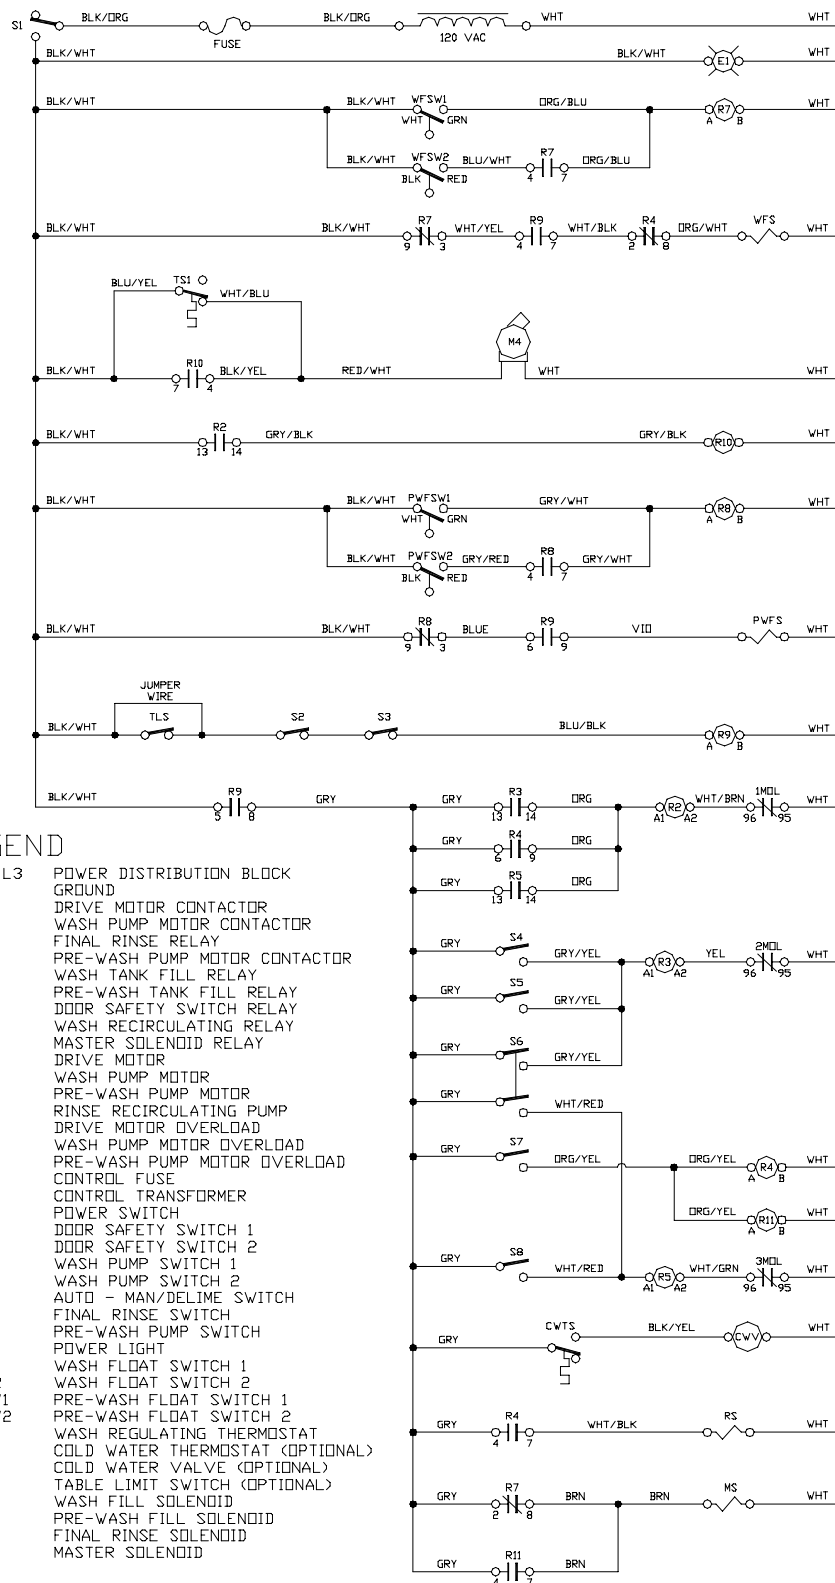 S1 BLK/ORG FUSE BLK/ORG 120 VAC WHT WHT
BLK/WHT BLK/WHT E1 WHT
BLK/WHT BLK/WHT WFSW1 ORG/BLU R7 WHT
WHT GRN A B
BLK/WHT WFSW2 BLU/WHT R7 ORG/BLU
BLK RED 4 7
BLK/WHT BLK/WHT R7 WHT/YEL R9 WHT/BLK R4 ORG/WHT WFS WHT
9 3 4 7 2 8
BLU/YEL TS1 WHT/BLU
M4
BLK/WHT R10 BLK/YEL RED/WHT WHT WHT
7 4
BLK/WHT R2 GRY/BLK GRY/BLK R10 WHT
13 14
BLK/WHT BLK/WHT PWFSW1 GRY/WHT R8 WHT
WHT GRN A B
BLK/WHT PWFSW2 GRY/RED R8 GRY/WHT
BLK RED 4 7
BLK/WHT BLK/WHT R8 BLUE R9 VIO PWFS WHT
9 3 6 9
JUMPER
WIRE
BLK/WHT TLS S2 S3 BLU/BLK R9 WHT
A B
BLK/WHT R9 GRY GRY R3 ORG R2 WHT/BRN 1MOL WHT
5 8 13 14 A1 A2 96 95
GRY R4 ORG
6 9
GRY R5 ORG
13 14
GRY S4 GRY/YEL R3 YEL 2MOL WHT
A1 A2 96 95
GRY S5 GRY/YEL
GRY S6 GRY/YEL
GRY WHT/RED
GRY S7 ORG/YEL ORG/YEL R4 WHT
A B
ORG/YEL R11 WHT
A B
GRY S8 WHT/RED R5 WHT/GRN 3MOL WHT
A1 A2 96 95
GRY CWTS BLK/YEL CWV WHT
GRY R4 WHT/BLK RS WHT
4 7
GRY R7 BRN BRN MS WHT
2 8
GRY R11 BRN
4 7
GEND
L3 POWER DISTRIBUTION BLOCK
GROUND
DRIVE MOTOR CONTACTOR
WASH PUMP MOTOR CONTACTOR
FINAL RINSE RELAY
PRE-WASH PUMP MOTOR CONTACTOR
WASH TANK FILL RELAY
PRE-WASH TANK FILL RELAY
DOOR SAFETY SWITCH RELAY
WASH RECIRCULATING RELAY
MASTER SOLENOID RELAY
DRIVE MOTOR
WASH PUMP MOTOR
PRE-WASH PUMP MOTOR
RINSE RECIRCULATING PUMP
DRIVE MOTOR OVERLOAD
WASH PUMP MOTOR OVERLOAD
PRE-WASH PUMP MOTOR OVERLOAD
CONTROL FUSE
CONTROL TRANSFORMER
POWER SWITCH
DOOR SAFETY SWITCH 1
DOOR SAFETY SWITCH 2
WASH PUMP SWITCH 1
WASH PUMP SWITCH 2
AUTO - MAN/DELIME SWITCH
FINAL RINSE SWITCH
PRE-WASH PUMP SWITCH
POWER LIGHT
WASH FLOAT SWITCH 1
2 WASH FLOAT SWITCH 2
1 PRE-WASH FLOAT SWITCH 1
2 PRE-WASH FLOAT SWITCH 2
WASH REGULATING THERMOSTAT
COLD WATER THERMOSTAT (OPTIONAL)
COLD WATER VALVE (OPTIONAL)
TABLE LIMIT SWITCH (OPTIONAL)
WASH FILL SOLENOID
PRE-WASH FILL SOLENOID
FINAL RINSE SOLENOID
MASTER SOLENOID